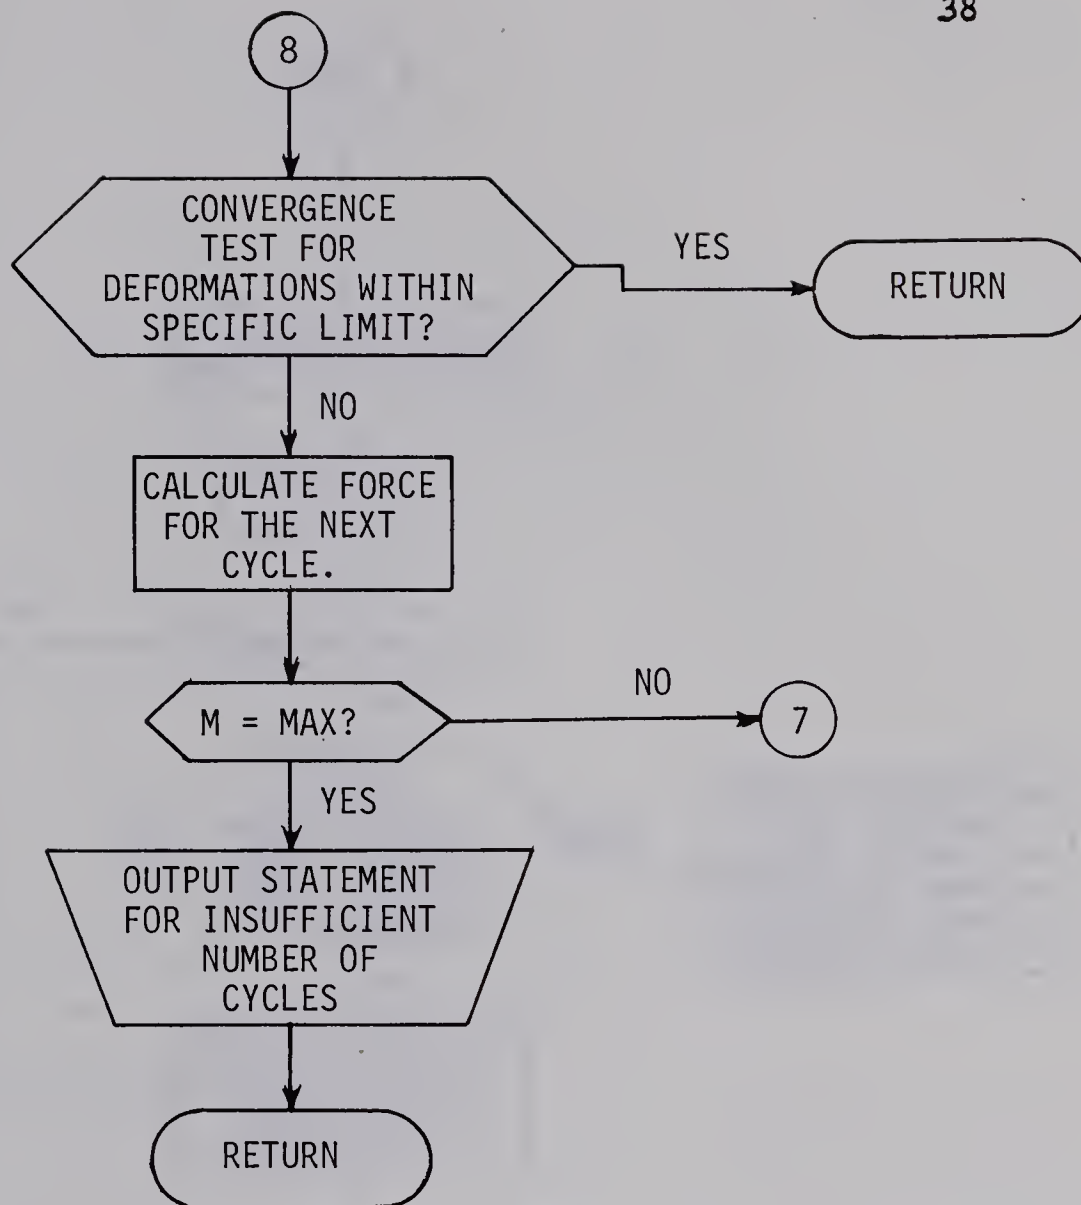 38
8
CONVERGENCE
TEST FOR
DEFORMATIONS WITHIN
SPECIFIC LIMIT?
YES
RETURN
NO
CALCULATE FORCE
FOR THE NEXT
CYCLE.
M = MAX?
NO
7
YES
OUTPUT STATEMENT
FOR INSUFFICIENT
NUMBER OF
CYCLES
RETURN